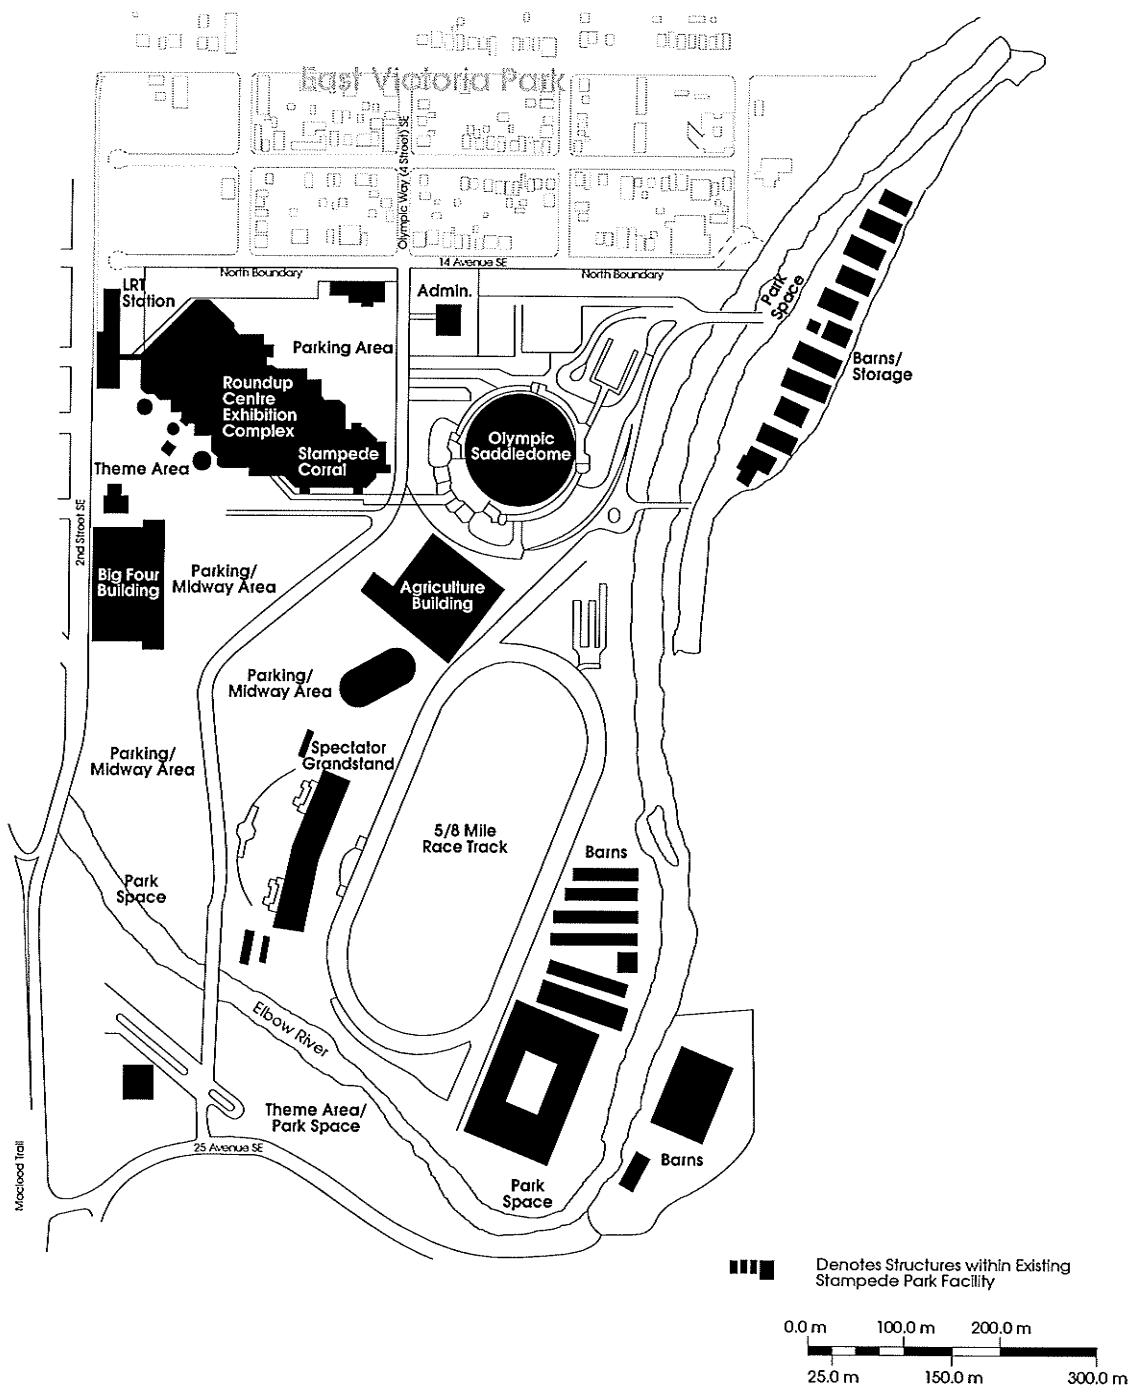 East Victoria Park
Olympic Way (4 Street) SE
14 Avenue SE
North Boundary
North Boundary
LRT
Station
Admin.
Park
Space
Parking Area
Barns/
Storage
Roundup
Centre
Exhibition
Complex
Stampede
Corral
Olympic
Saddledome
Theme Area
2nd Street SE
Big Four
Building
Parking/
Midway Area
Agriculture
Building
Parking/
Midway Area
Parking/
Midway Area
Spectator
Grandstand
5/8 Mile
Race Track
Barns
Park
Space
Elbow River
Theme Area/
Park Space
25 Avenue SE
Macleod Trail
Barns
Park
Space
Denotes Structures within Existing
Stampede Park Facility
0.0 m 100.0 m 200.0 m
25.0 m 150.0 m 300.0 m